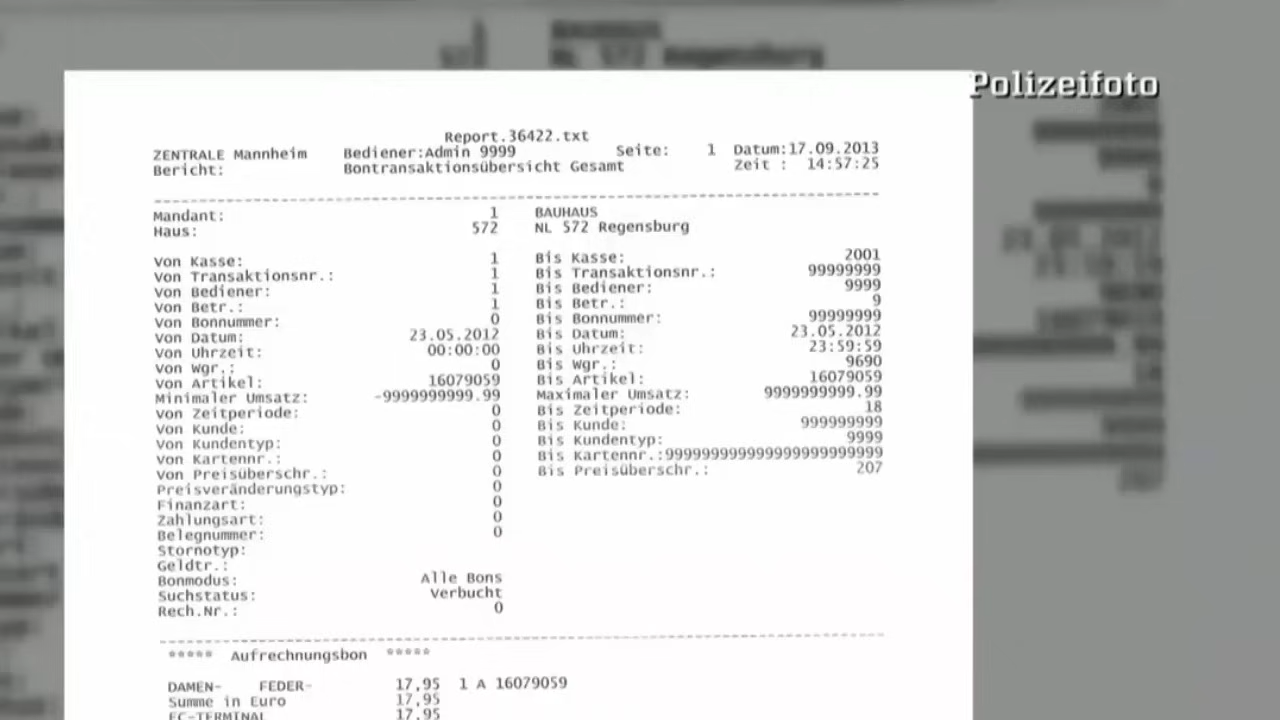 Polizeifoto
Report.36422.txt
ZENTRALE Mannheim Bediener:Admin 9999 Seite: 1 Datum:17.09.2013
Bericht: Bontransaktionsübersicht Gesamt Zeit : 14:57:25
Mandant: 1 BAUHAUS
Haus: 572 NL 572 Regensburg
Von Kasse: 1 Bis Kasse: 2001
Von Transaktionsnr.: 1 Bis Transaktionsnr.: 99999999
Von Bediener: 1 Bis Bediener: 9999
Von Betr.: 1 Bis Betr.: 9
Von Bonnummer: 0 Bis Bonnummer: 99999999
Von Datum: 23.05.2012 Bis Datum: 23.05.2012
Von Uhrzeit: 00:00:00 Bis Uhrzeit: 23:59:59
Von Wgr.: 0 Bis Wgr.: 9690
Von Artikel: 16079059 Bis Artikel: 16079059
Minimaler Umsatz: -9999999999.99 Maximaler Umsatz: 9999999999.99
Von Zeitperiode: 0 Bis Zeitperiode: 18
Von Kunde: 0 Bis Kunde: 999999999
Von Kundentyp: 0 Bis Kundentyp: 9999
Von Kartennr.: 0 Bis Kartennr.:999999999999999999999999
Von Preisüberschr.: 0 Bis Preisüberschr.: 207
Preisveränderungstyp: 0
Finanzart: 0
Zahlungsart: 0
Belegnummer: 0
Stornotyp:
Geldtr.:
Bonmodus: Alle Bons
Suchstatus: Verbucht
Rech.Nr.: 0
***** Aufrechnungsbon *****
DAMEN- FEDER- 17,95 1 A 16079059
Summe in Euro 17,95
EC-TERMINAL 17,95